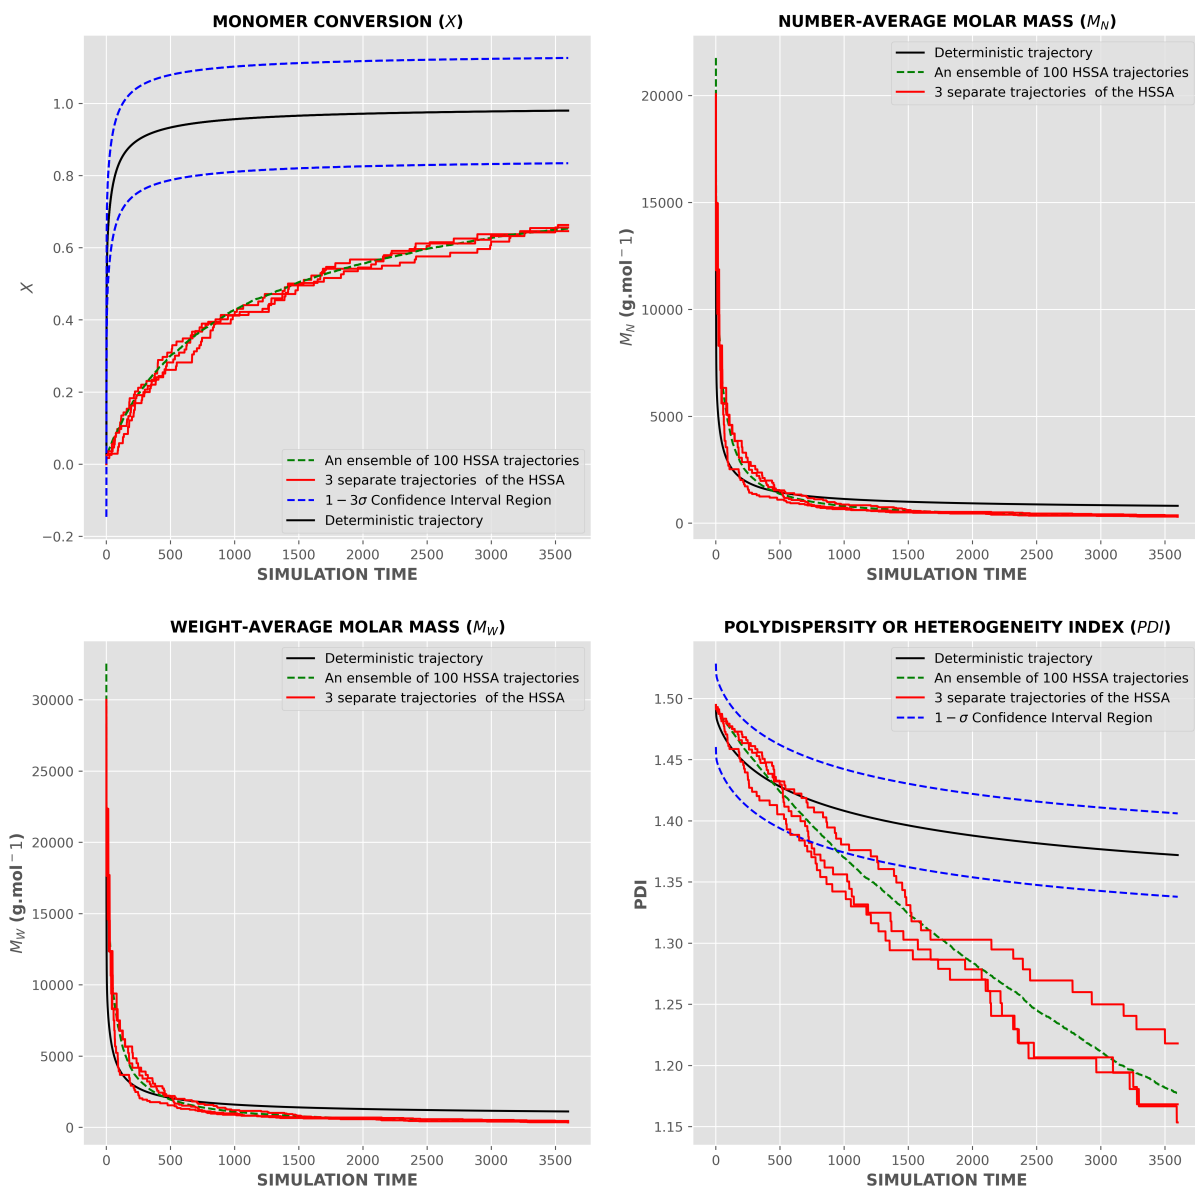 MONOMER CONVERSION (X)
1.0
0.8
0.6
0.4
0.2
0.0
−0.2
X
An ensemble of 100 HSSA trajectories
3 separate trajectories  of the HSSA
1 − 3σ Confidence Interval Region
Deterministic trajectory
0 500 1000 1500 2000 2500 3000 3500
SIMULATION TIME
NUMBER-AVERAGE MOLAR MASS (M_N)
20000
15000
10000
5000
0
M_N (g.mol⁻1)
Deterministic trajectory
An ensemble of 100 HSSA trajectories
3 separate trajectories  of the HSSA
0 500 1000 1500 2000 2500 3000 3500
SIMULATION TIME
WEIGHT-AVERAGE MOLAR MASS (M_W)
30000
25000
20000
15000
10000
5000
0
M_W (g.mol⁻1)
Deterministic trajectory
An ensemble of 100 HSSA trajectories
3 separate trajectories  of the HSSA
0 500 1000 1500 2000 2500 3000 3500
SIMULATION TIME
POLYDISPERSITY OR HETEROGENEITY INDEX (PDI)
1.50
1.45
1.40
1.35
1.30
1.25
1.20
1.15
PDI
Deterministic trajectory
An ensemble of 100 HSSA trajectories
3 separate trajectories of the HSSA
1 − σ Confidence Interval Region
0 500 1000 1500 2000 2500 3000 3500
SIMULATION TIME